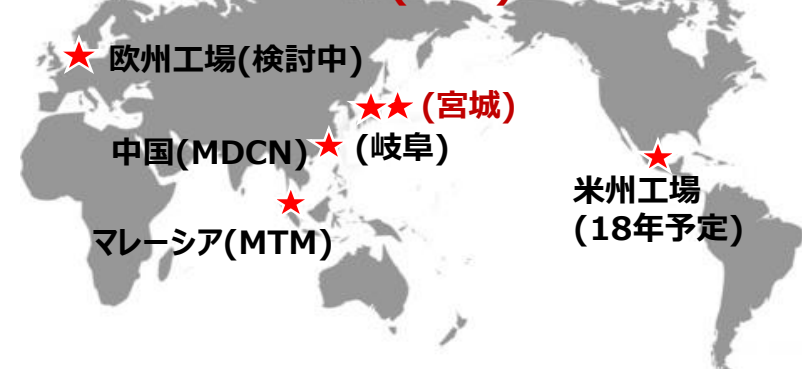 欧州工場(検討中)
★★ (宮城)
中国(MDCN)
(岐阜)
マレーシア(MTM)
米州工場
(18年予定)